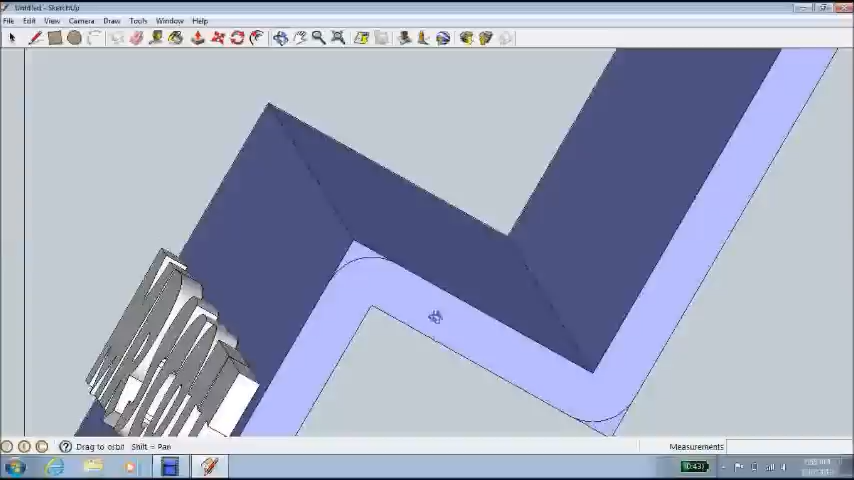 Untitled - SketchUp
File Edit View Camera Draw Tools Window Help
Drag to orbit Shift = Pan
Measurements